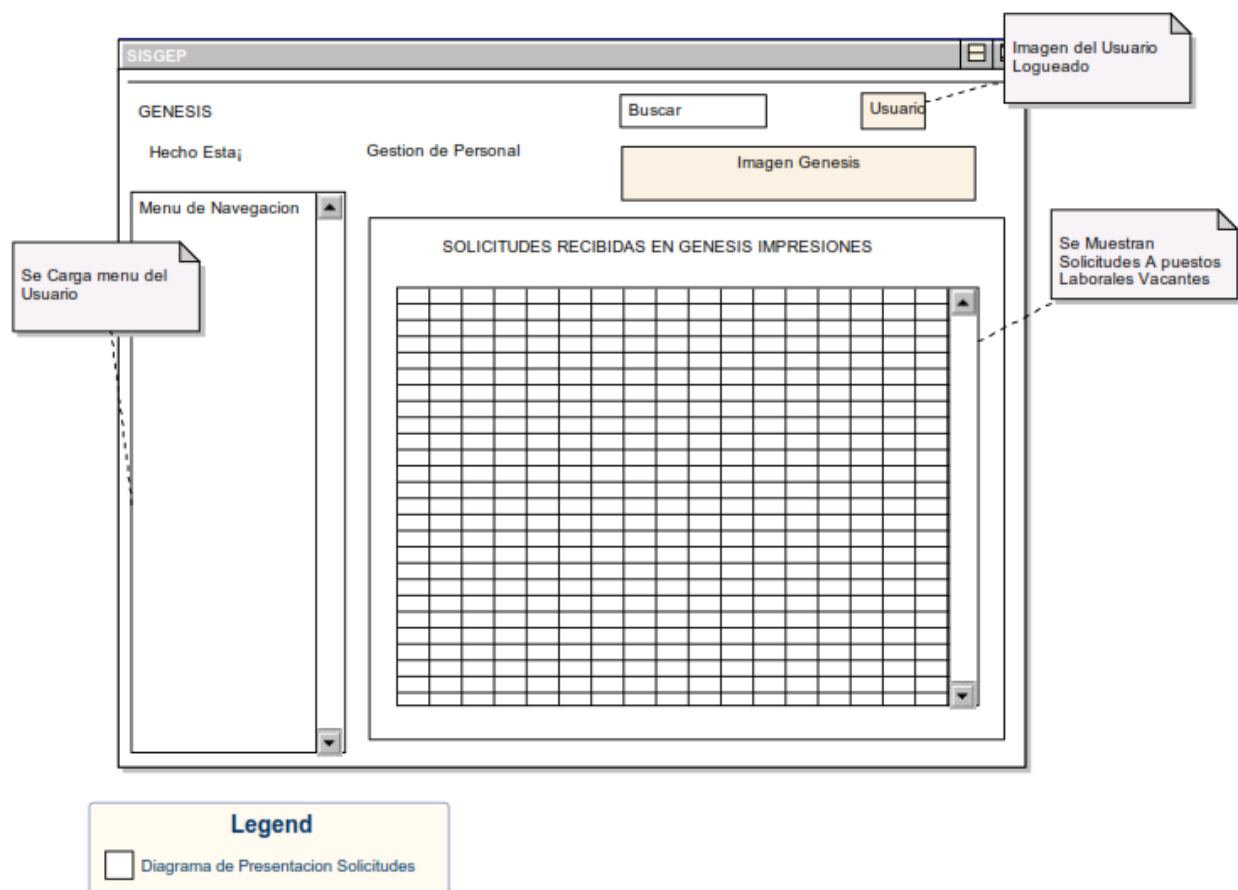 SISGEP
Imagen del Usuario
Logueado
GENESIS
Buscar
Usuario
Hecho Esta¡
Gestion de Personal
Imagen Genesis
Menu de Navegacion
SOLICITUDES RECIBIDAS EN GENESIS IMPRESIONES
Se Muestran
Solicitudes A puestos
Laborales Vacantes
Se Carga menu del
Usuario
Legend
Diagrama de Presentacion Solicitudes